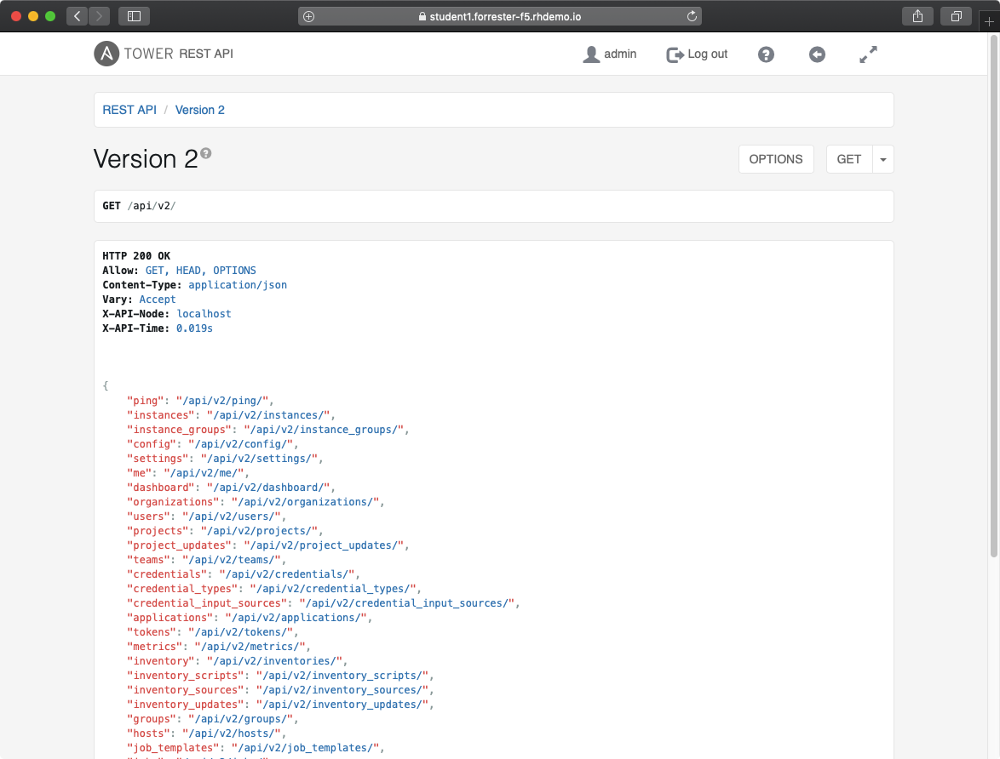 student1.forrester-f5.rhdemo.io
A TOWER REST API
admin
Log out
REST API / Version 2
Version 2
OPTIONS
GET
GET /api/v2/
HTTP 200 OK
Allow: GET, HEAD, OPTIONS
Content-Type: application/json
Vary: Accept
X-API-Node: localhost
X-API-Time: 0.019s
{
"ping": "/api/v2/ping/",
"instances": "/api/v2/instances/",
"instance_groups": "/api/v2/instance_groups/",
"config": "/api/v2/config/",
"settings": "/api/v2/settings/",
"me": "/api/v2/me/",
"dashboard": "/api/v2/dashboard/",
"organizations": "/api/v2/organizations/",
"users": "/api/v2/users/",
"projects": "/api/v2/projects/",
"project_updates": "/api/v2/project_updates/",
"teams": "/api/v2/teams/",
"credentials": "/api/v2/credentials/",
"credential_types": "/api/v2/credential_types/",
"credential_input_sources": "/api/v2/credential_input_sources/",
"applications": "/api/v2/applications/",
"tokens": "/api/v2/tokens/",
"metrics": "/api/v2/metrics/",
"inventory": "/api/v2/inventories/",
"inventory_scripts": "/api/v2/inventory_scripts/",
"inventory_sources": "/api/v2/inventory_sources/",
"inventory_updates": "/api/v2/inventory_updates/",
"groups": "/api/v2/groups/",
"hosts": "/api/v2/hosts/",
"job_templates": "/api/v2/job_templates/",